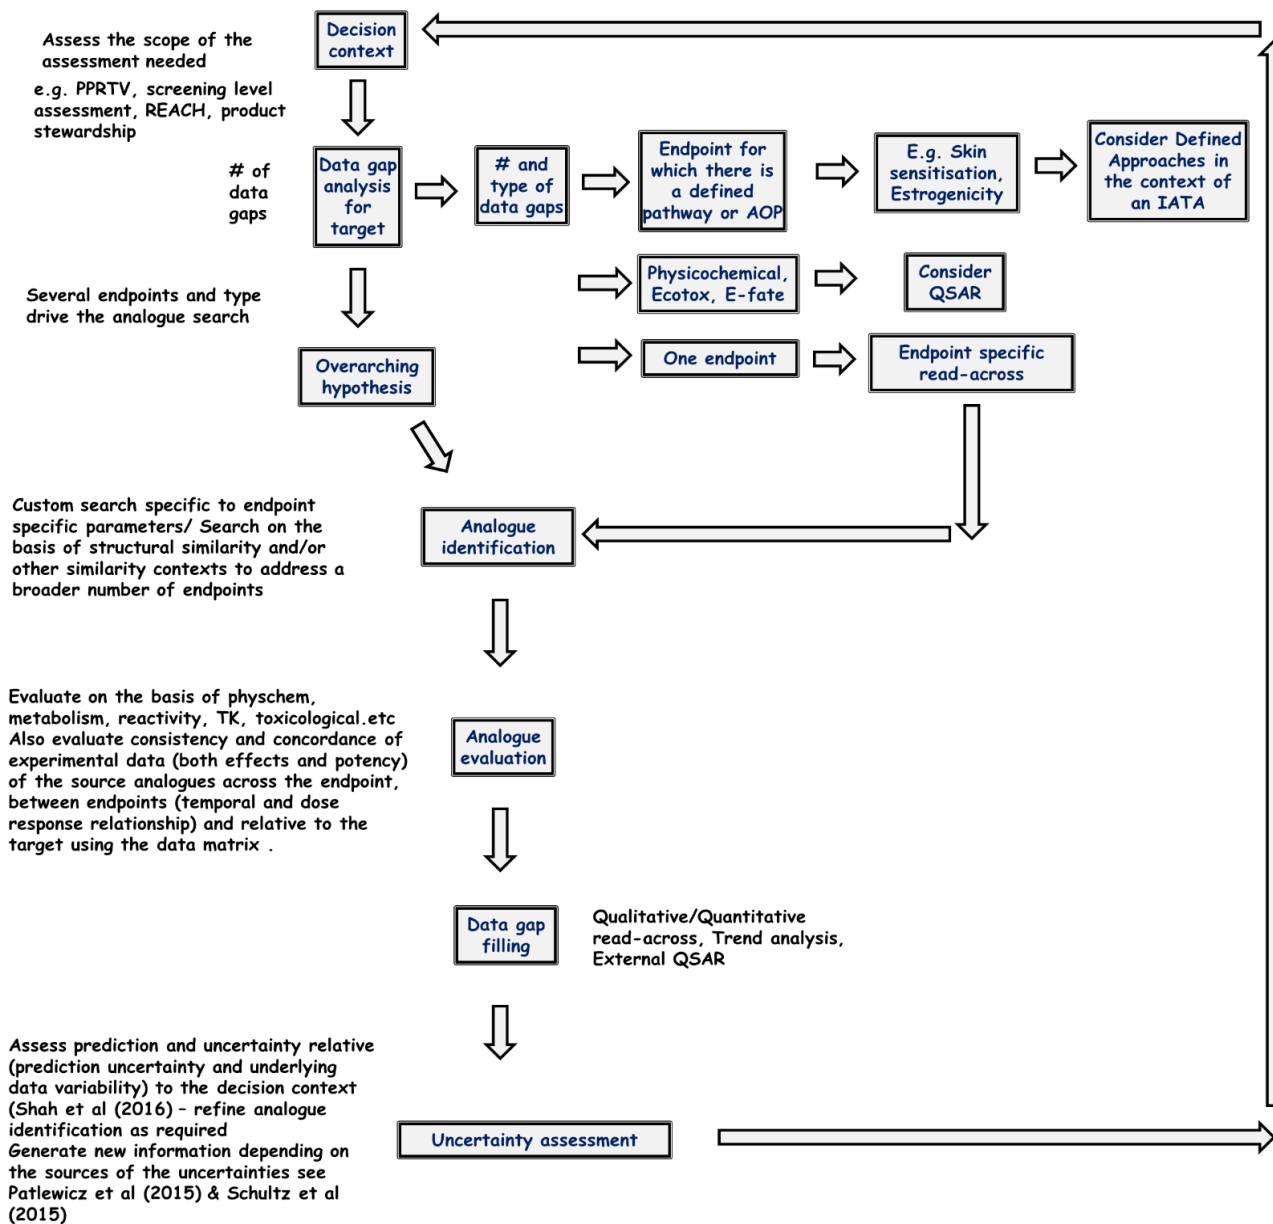 Decision
context
Assess the scope of the
assessment needed
e.g. PPRTV, screening level
assessment, REACH, product
stewardship
# of
data
gaps
Data gap
analysis
for
target
# and
type of
data gaps
Endpoint for
which there is
a defined
pathway or AOP
E.g. Skin
sensitisation,
Estrogenicity
Consider Defined
Approaches in
the context of
an IATA
Physicochemical,
Ecotox, E-fate
Consider
QSAR
Several endpoints and type
drive the analogue search
One endpoint
Endpoint specific
read-across
Overarching
hypothesis
Custom search specific to endpoint
specific parameters/ Search on the
basis of structural similarity and/or
other similarity contexts to address a
broader number of endpoints
Analogue
identification
Evaluate on the basis of physchem,
metabolism, reactivity, TK, toxicological.etc
Also evaluate consistency and concordance of
experimental data (both effects and potency)
of the source analogues across the endpoint,
between endpoints (temporal and dose
response relationship) and relative to the
target using the data matrix .
Analogue
evaluation
Data gap
filling
Qualitative/Quantitative
read-across, Trend analysis,
External QSAR
Assess prediction and uncertainty relative
(prediction uncertainty and underlying
data variability) to the decision context
(Shah et al (2016) – refine analogue
identification as required
Generate new information depending on
the sources of the uncertainties see
Patlewicz et al (2015) & Schultz et al
(2015)
Uncertainty assessment